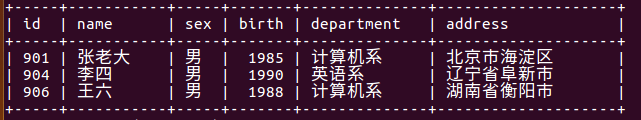 +-----+-----------+-----+-------+--------------+--------------------+
| id  | name      | sex | birth | department   | address            |
+-----+-----------+-----+-------+--------------+--------------------+
| 901 | 张老大 | 男 | 1985 | 计算机系 | 北京市海淀区 |
| 904 | 李四 | 男 | 1990 | 英语系 | 辽宁省阜新市 |
| 906 | 王六 | 男 | 1988 | 计算机系 | 湖南省衡阳市 |
+-----+-----------+-----+-------+--------------+--------------------+